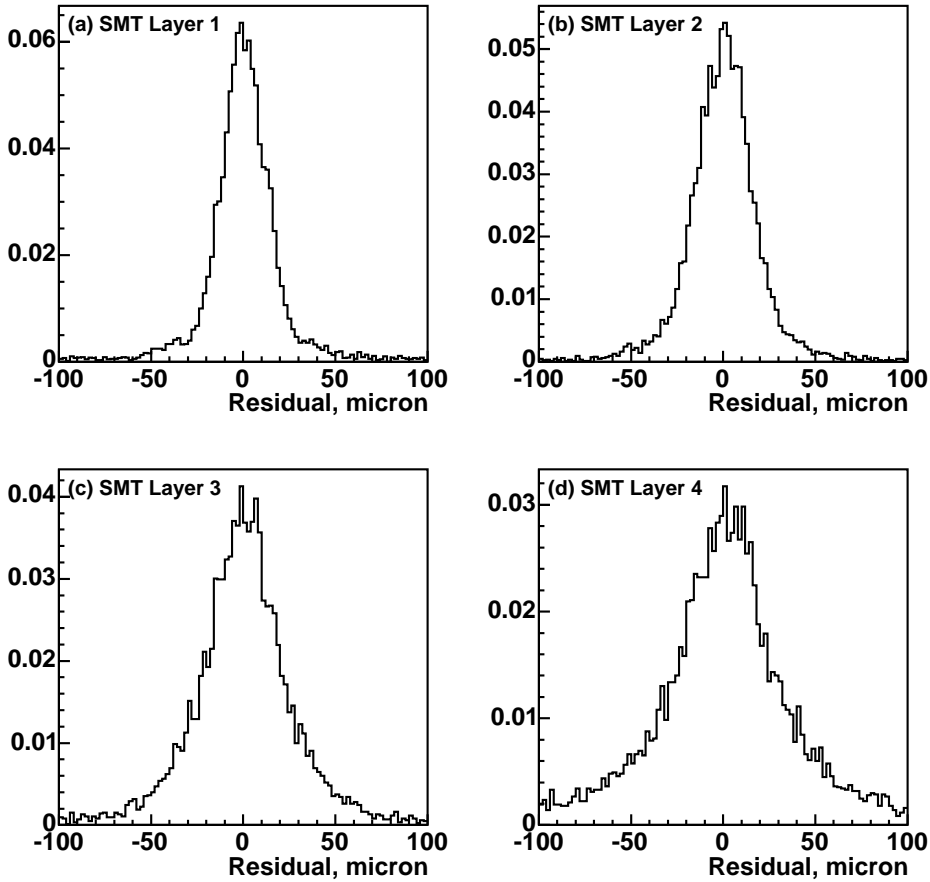 (a) SMT Layer 1
0.06
0.04
0.02
0
-100 -50 0 50 100
Residual, micron
(b) SMT Layer 2
0.05
0.04
0.03
0.02
0.01
0
-100 -50 0 50 100
Residual, micron
(c) SMT Layer 3
0.04
0.03
0.02
0.01
0
-100 -50 0 50 100
Residual, micron
(d) SMT Layer 4
0.03
0.02
0.01
0
-100 -50 0 50 100
Residual, micron